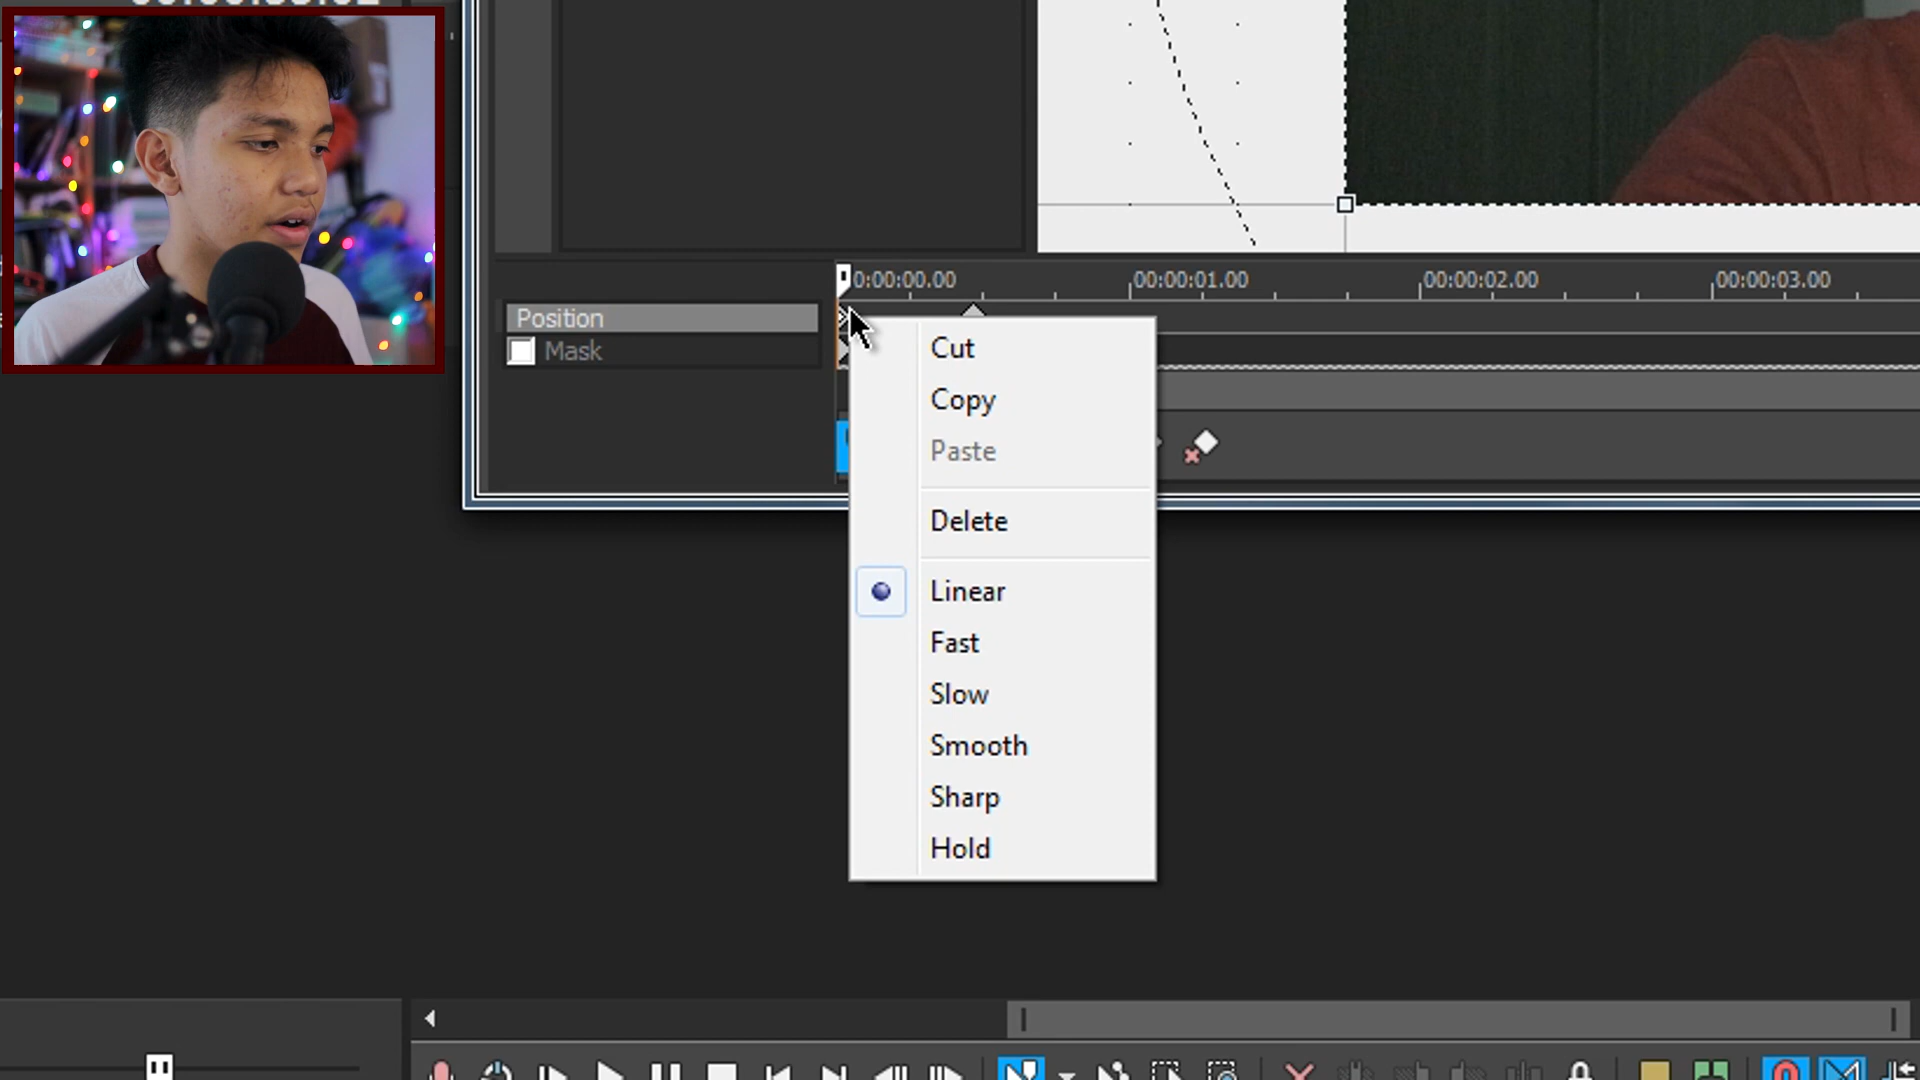 0:00:00.00
00:00:01.00
00:00:02.00
00:00:03.00
Position
Mask
Cut
Copy
Paste
Delete
Linear
Fast
Slow
Smooth
Sharp
Hold